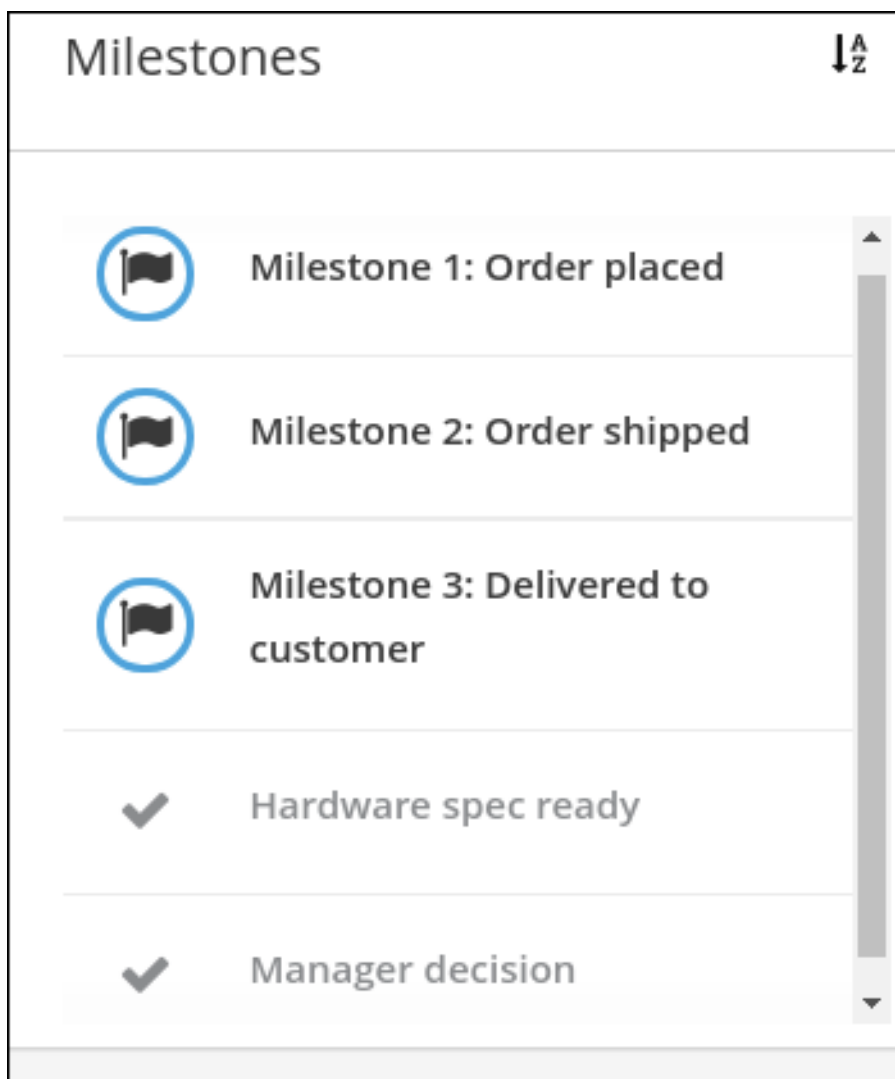 Milestones
A
Z
Milestone 1: Order placed
Milestone 2: Order shipped
Milestone 3: Delivered to
customer
Hardware spec ready
Manager decision